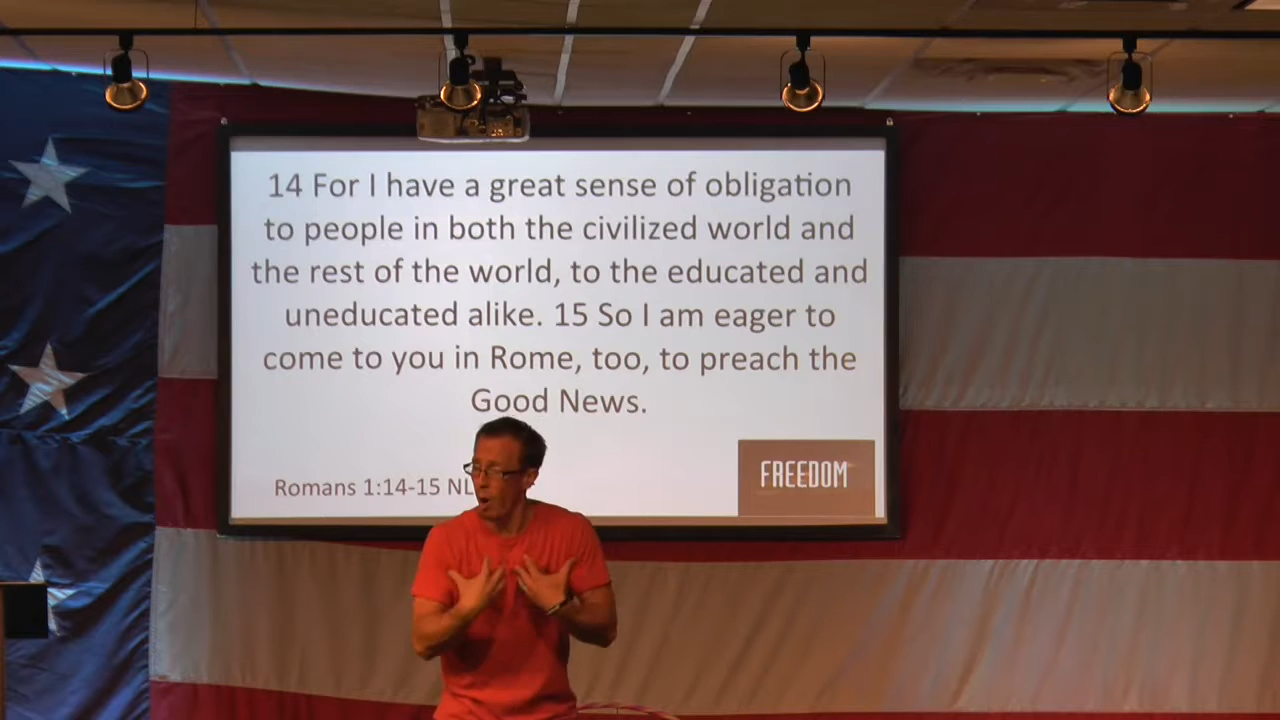 14 For I have a great sense of obligation
to people in both the civilized world and
the rest of the world, to the educated and
uneducated alike. 15 So I am eager to
come to you in Rome, too, to preach the
Good News.
Romans 1:14-15 NL
FREEDOM